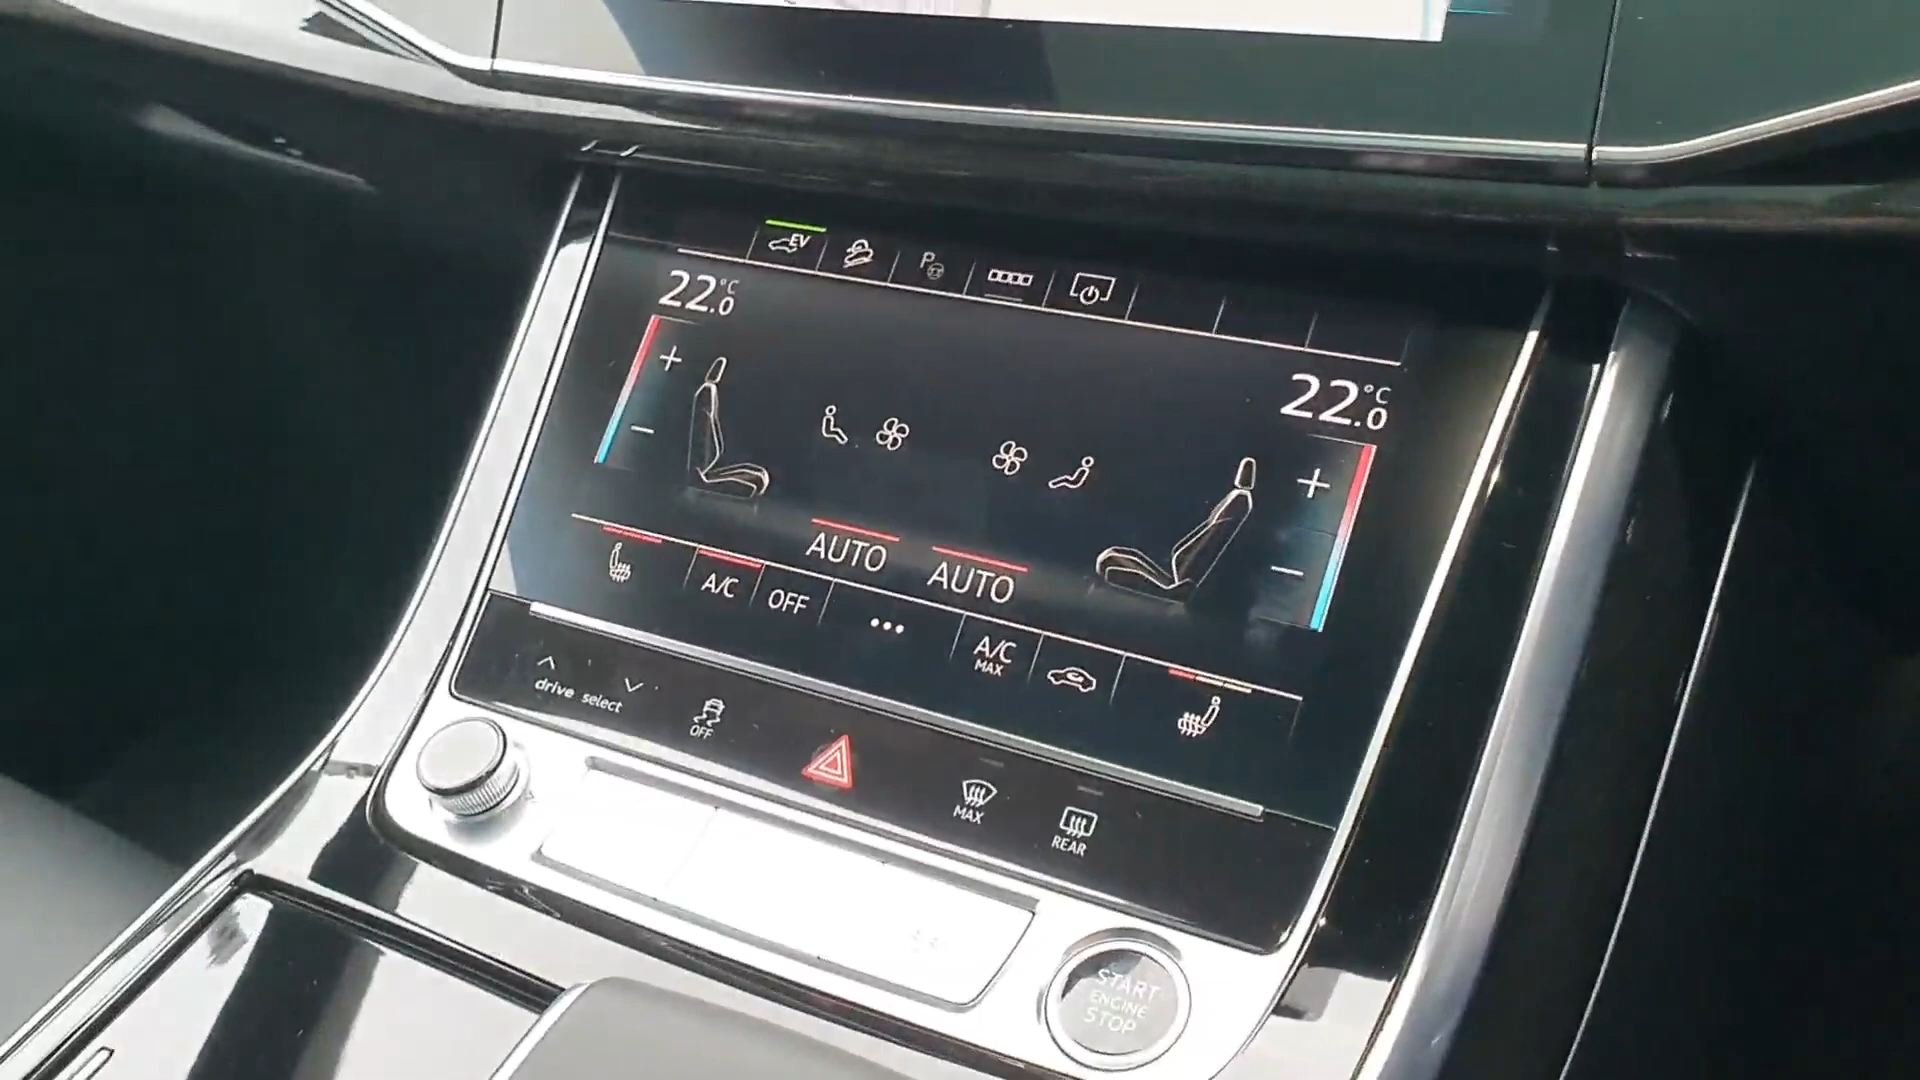 EV
P
22.0 °C
22.0 °C
+
+
−
−
AUTO
AUTO
A/C
OFF
•••
A/C
MAX
drive select
OFF
MAX
REAR
START
ENGINE
STOP